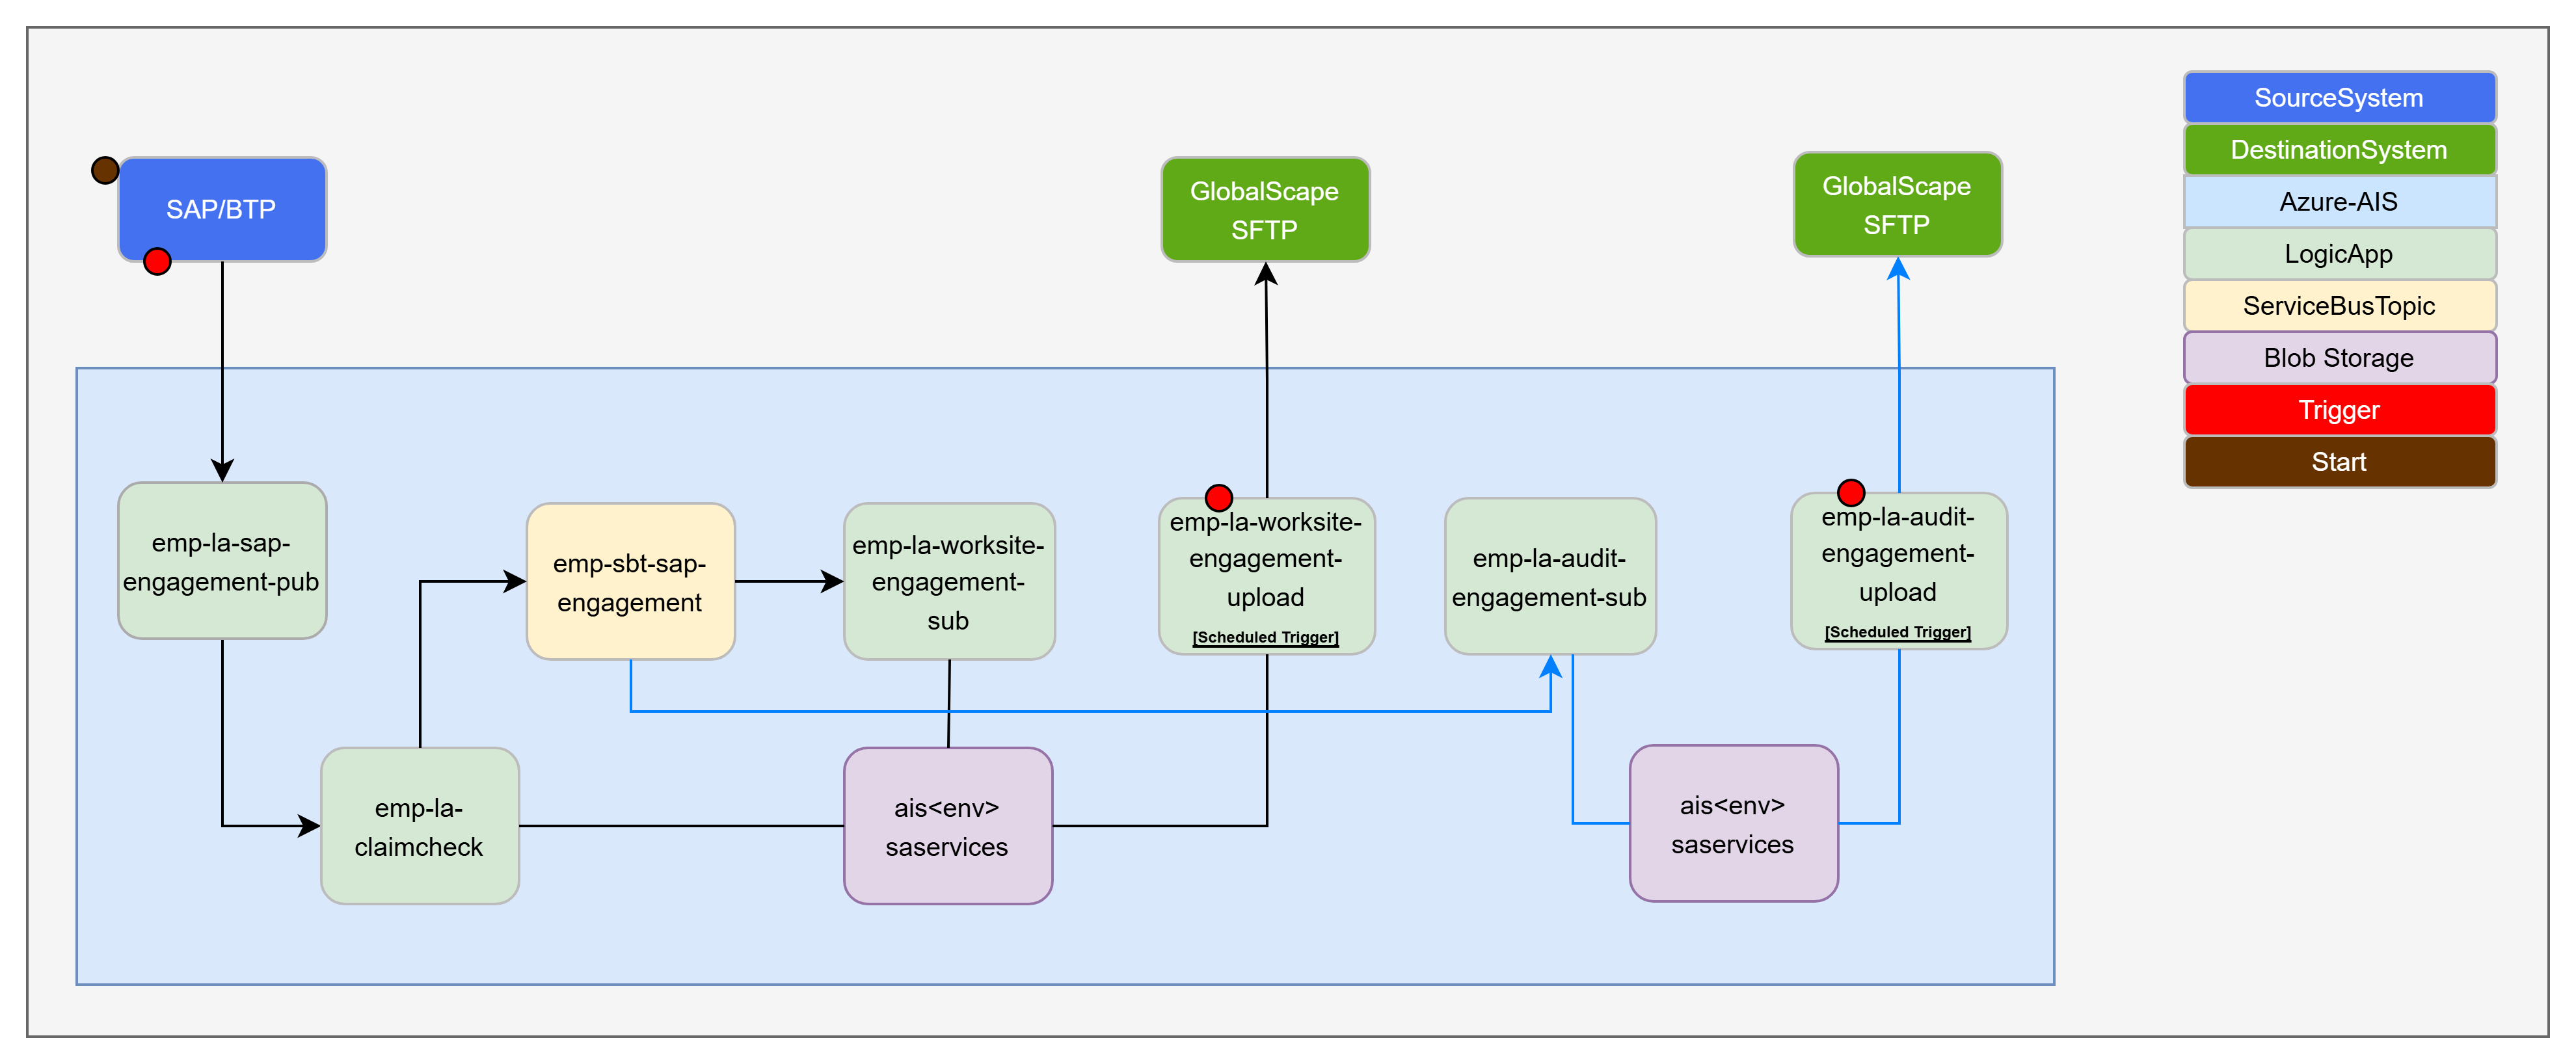 SourceSystem
DestinationSystem
Azure-AIS
LogicApp
ServiceBusTopic
Blob Storage
Trigger
Start
SAP/BTP
GlobalScape
SFTP
GlobalScape
SFTP
emp-la-sap-
engagement-pub
emp-sbt-sap-
engagement
emp-la-worksite-
engagement-
sub
emp-la-worksite-
engagement-
upload
[Scheduled Trigger]
emp-la-audit-
engagement-sub
emp-la-audit-
engagement-
upload
[Scheduled Trigger]
emp-la-
claimcheck
ais<env>
saservices
ais<env>
saservices